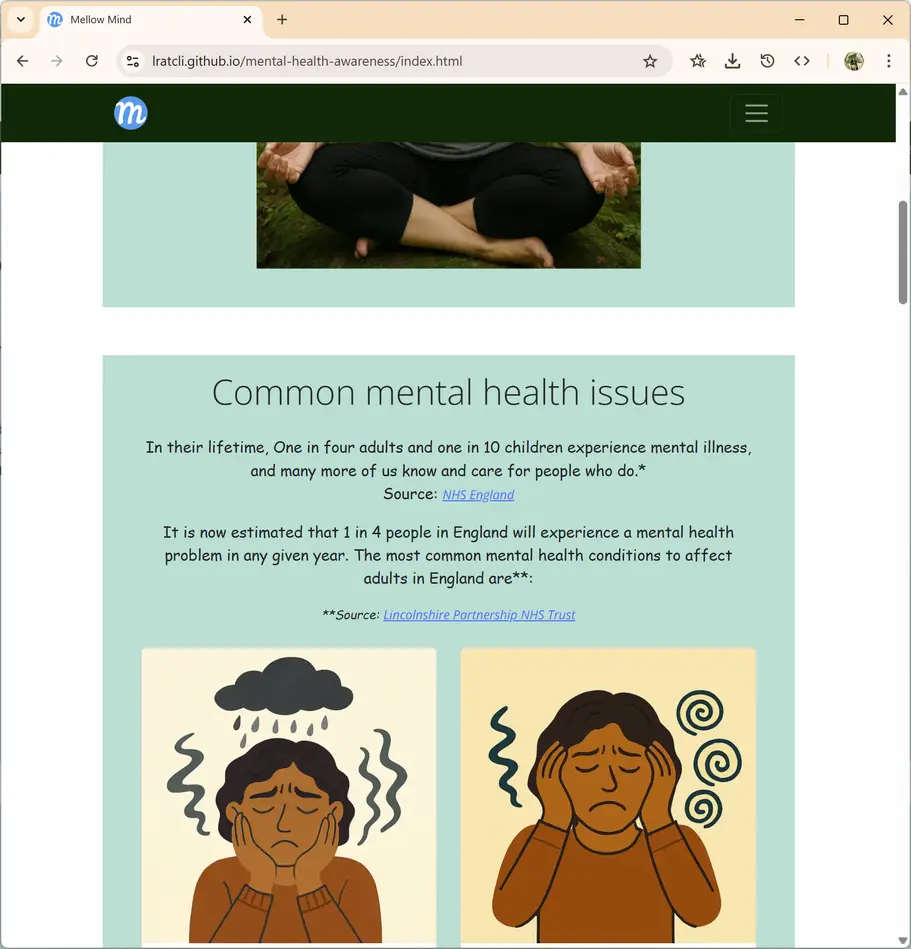 Mellow Mind
lratcli.github.io/mental-health-awareness/index.html
m
Common mental health issues
In their lifetime, One in four adults and one in 10 children experience mental illness,
and many more of us know and care for people who do.*
Source: NHS England
It is now estimated that 1 in 4 people in England will experience a mental health
problem in any given year. The most common mental health conditions to affect
adults in England are**:
**Source: Lincolnshire Partnership NHS Trust